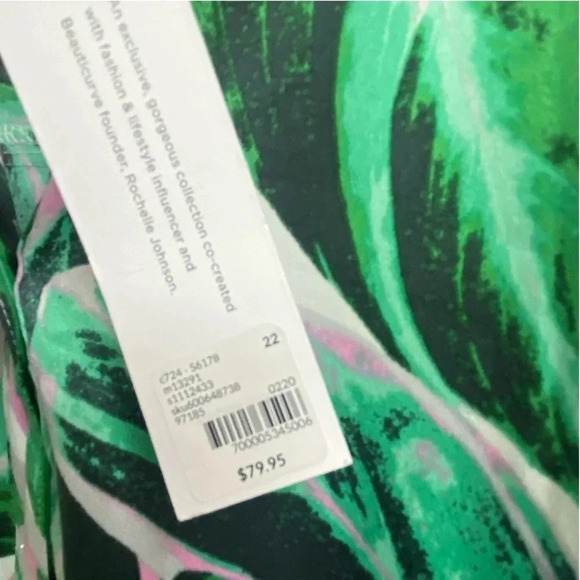 An exclusive, gorgeous collection co-created
with fashion & lifestyle influencer and
Beauticurve founder, Rochelle Johnson.
22
c724 - S6178
m13291
s1112433
sku600648738
97185
0220
700005345006
$79.95